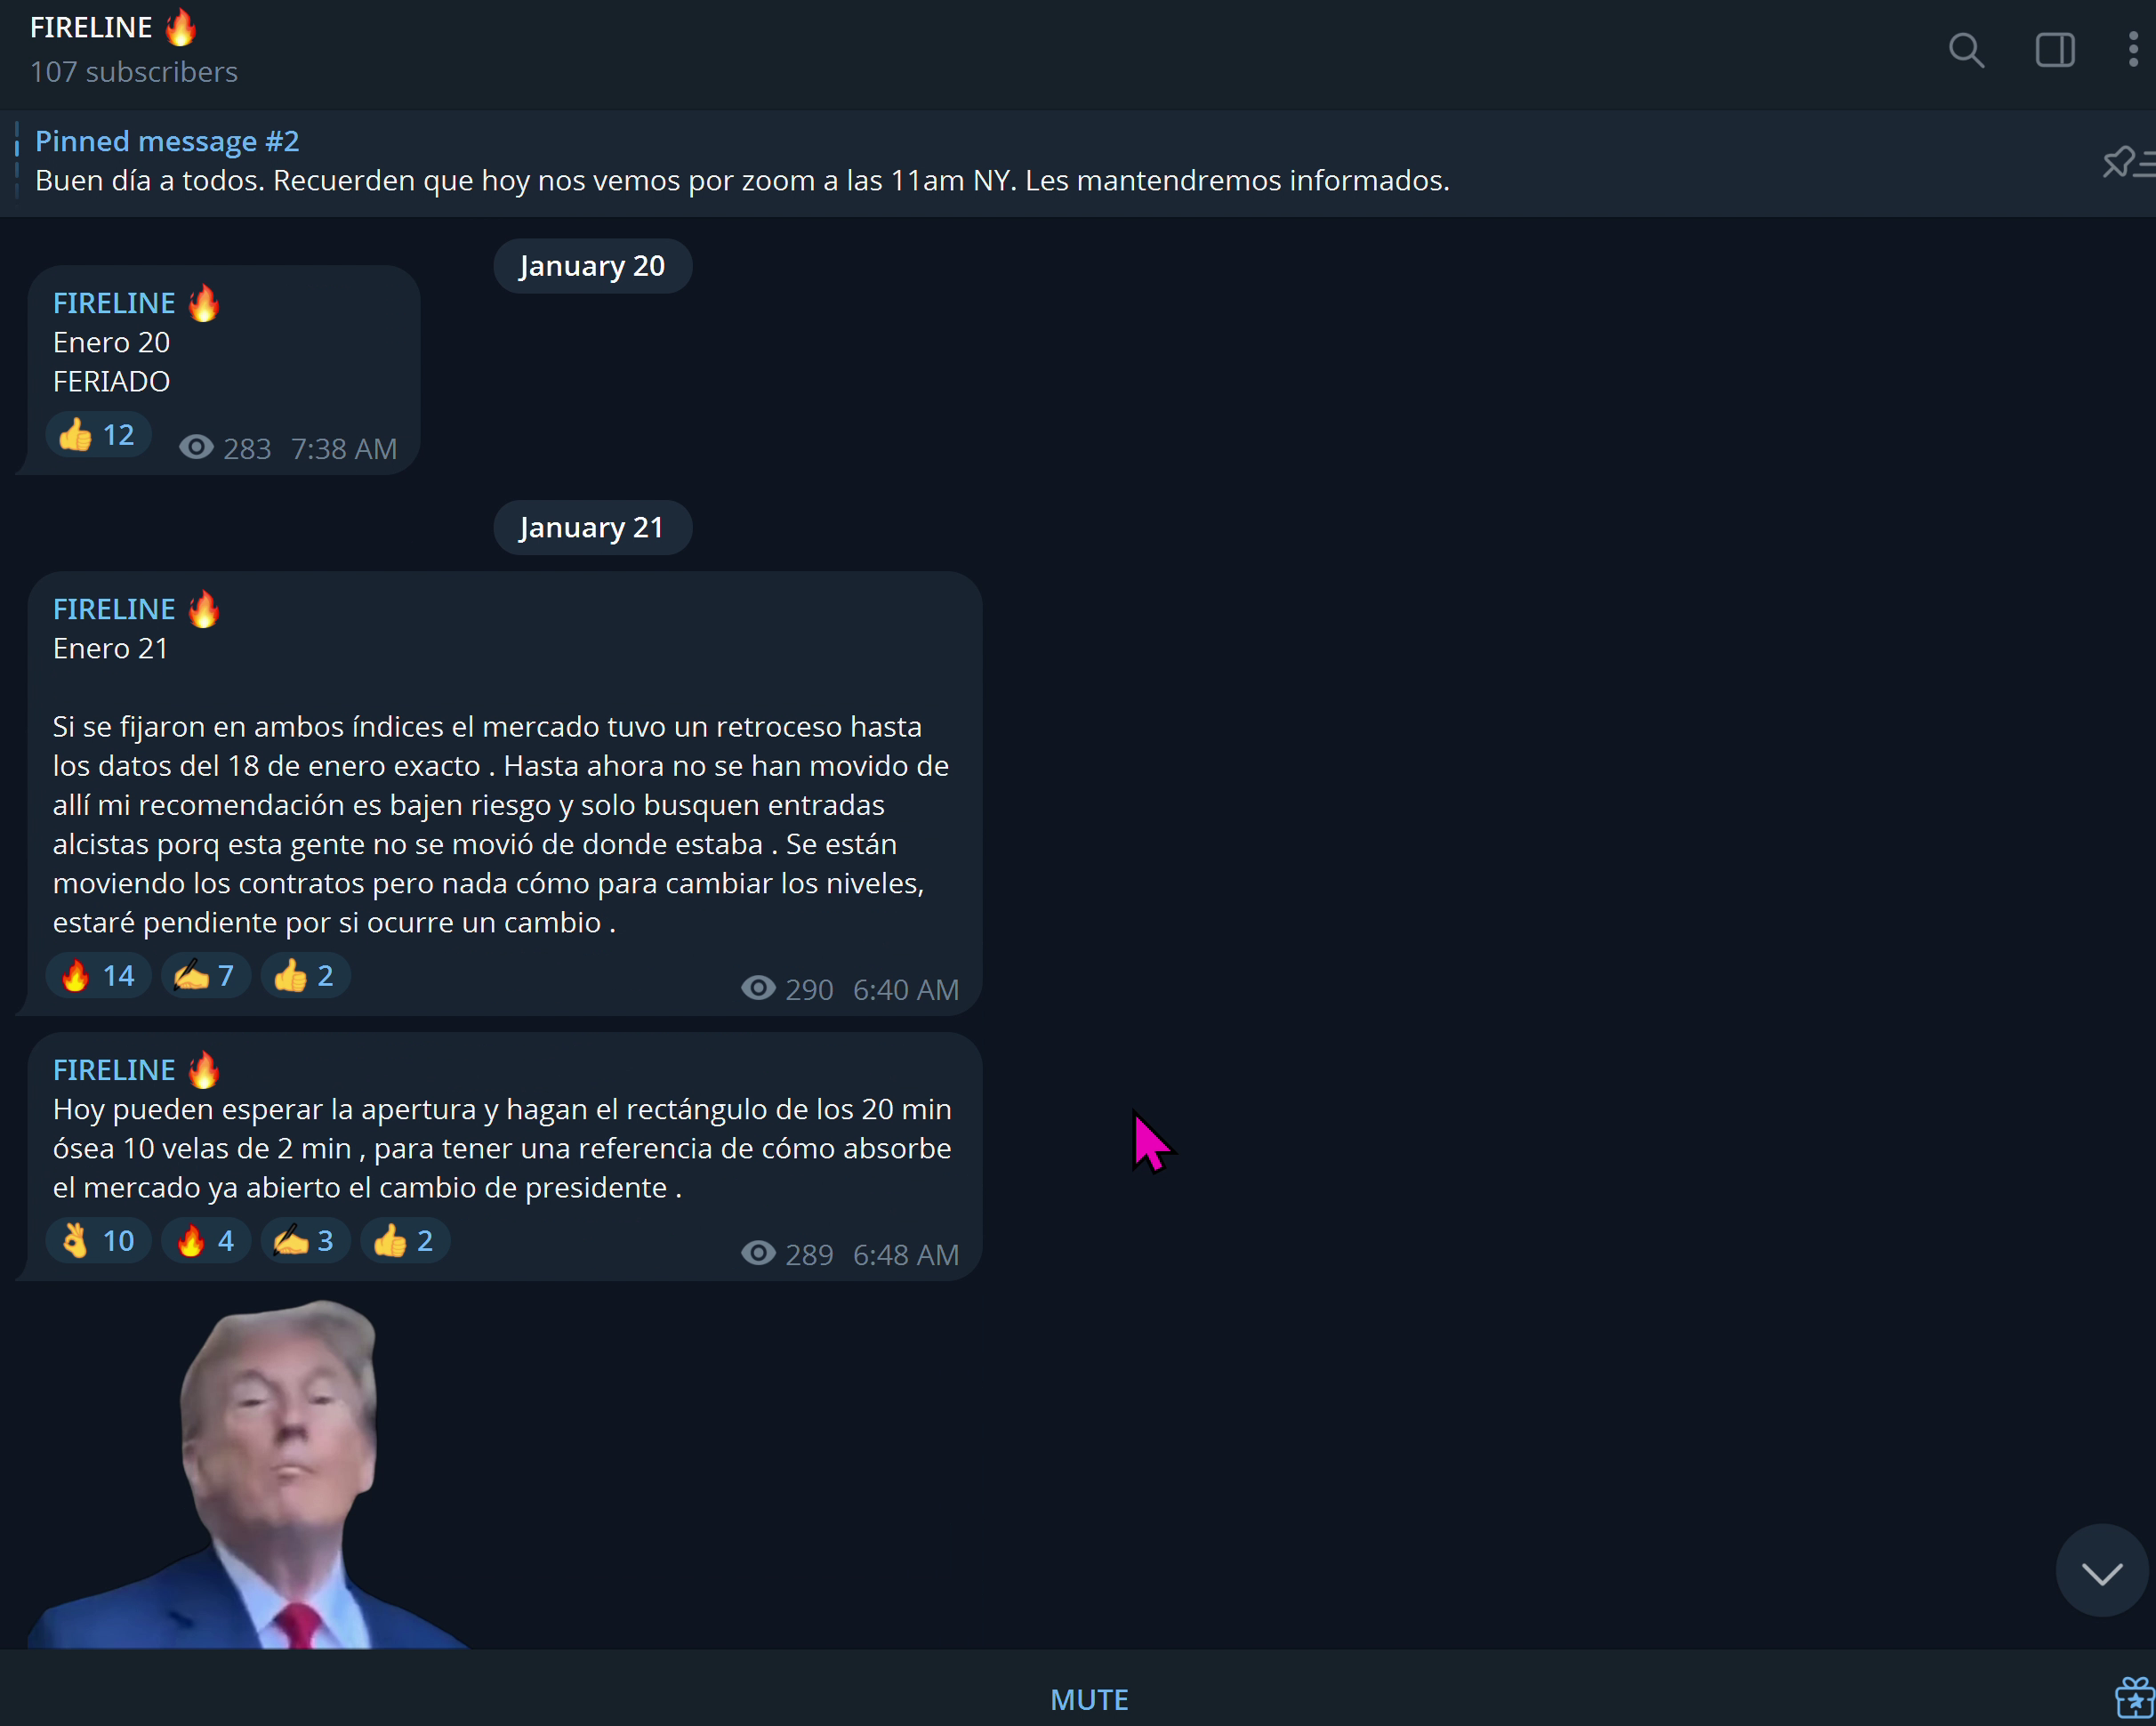 FIRELINE 🔥
107 subscribers
Pinned message #2
Buen día a todos. Recuerden que hoy nos vemos por zoom a las 11am NY. Les mantendremos informados.
January 20
FIRELINE 🔥
Enero 20
FERIADO
👍 12 283 7:38 AM
January 21
FIRELINE 🔥
Enero 21
Si se fijaron en ambos índices el mercado tuvo un retroceso hasta
los datos del 18 de enero exacto . Hasta ahora no se han movido de
allí mi recomendación es bajen riesgo y solo busquen entradas
alcistas porq esta gente no se movió de donde estaba . Se están
moviendo los contratos pero nada cómo para cambiar los niveles,
estaré pendiente por si ocurre un cambio .
🔥 14 ✍️ 7 👍 2 290 6:40 AM
FIRELINE 🔥
Hoy pueden esperar la apertura y hagan el rectángulo de los 20 min
ósea 10 velas de 2 min , para tener una referencia de cómo absorbe
el mercado ya abierto el cambio de presidente .
👌 10 🔥 4 ✍️ 3 👍 2 289 6:48 AM
MUTE